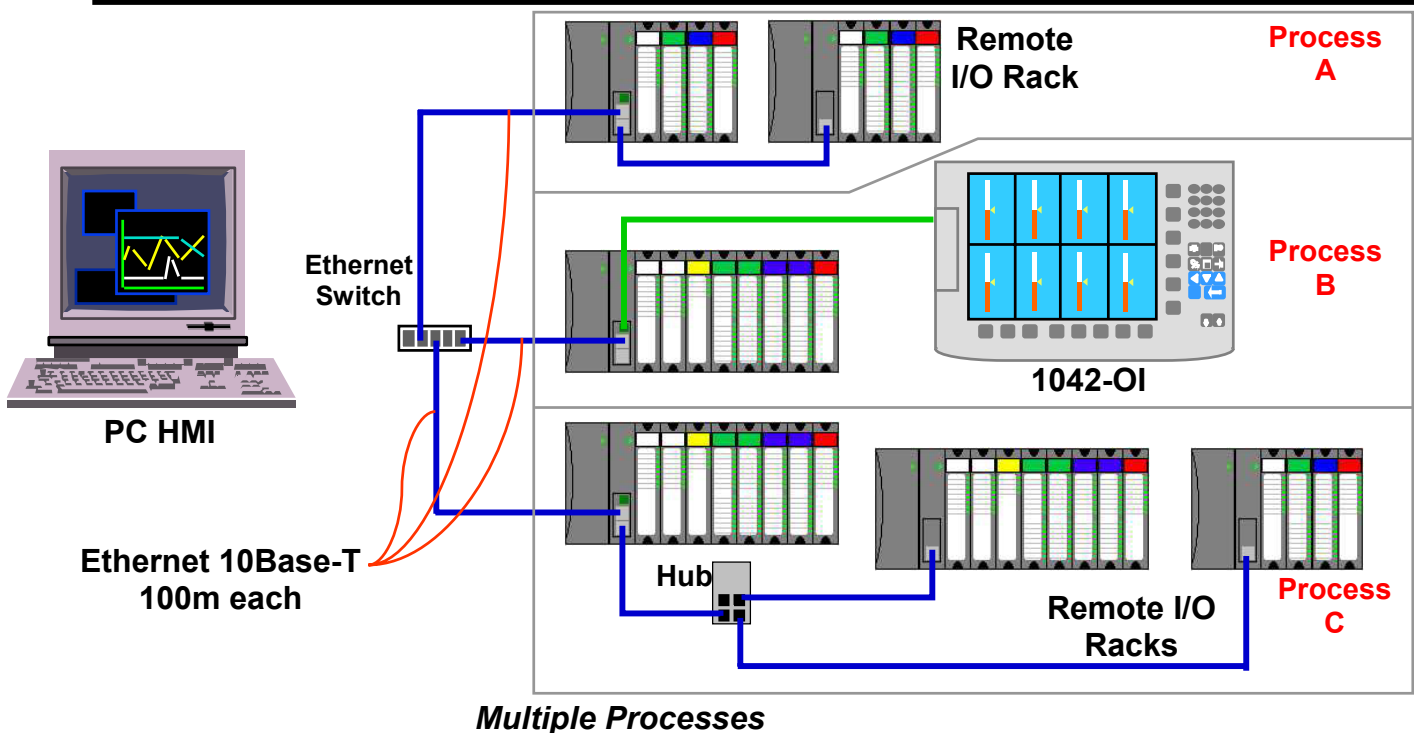 Remote
I/O Rack
Process
A
Ethernet
Switch
Process
B
1042-OI
PC HMI
Ethernet 10Base-T
100m each
Hub
Remote I/O
Racks
Process
C
Multiple Processes